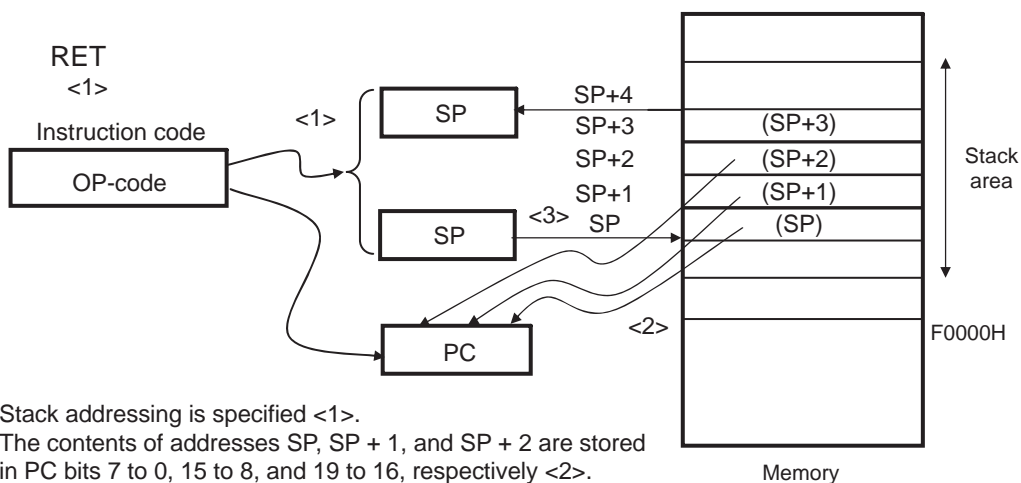 RET
<1>
Instruction code
OP-code
<1>
SP
SP
<3>
SP+4
SP+3
SP+2
SP+1
SP
(SP+3)
(SP+2)
(SP+1)
(SP)
Stack
area
<2>
PC
F0000H
Memory
Stack addressing is specified <1>.
The contents of addresses SP, SP + 1, and SP + 2 are stored
in PC bits 7 to 0, 15 to 8, and 19 to 16, respectively <2>.